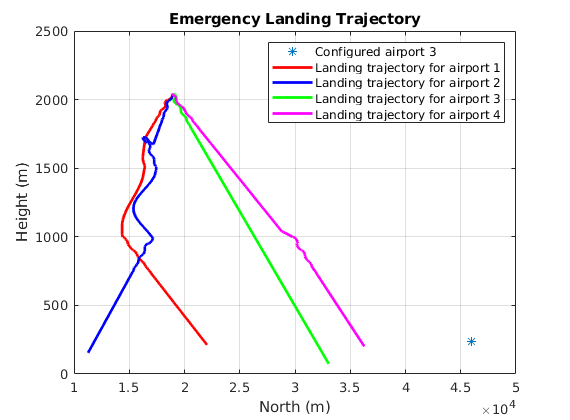 Emergency Landing Trajectory
2500
Configured airport 3
Landing trajectory for airport 1
Landing trajectory for airport 2
Landing trajectory for airport 3
Landing trajectory for airport 4
2000
1500
Height (m)
1000
500
0
1 1.5 2 2.5 3 3.5 4 4.5 5
North (m)
×10⁴